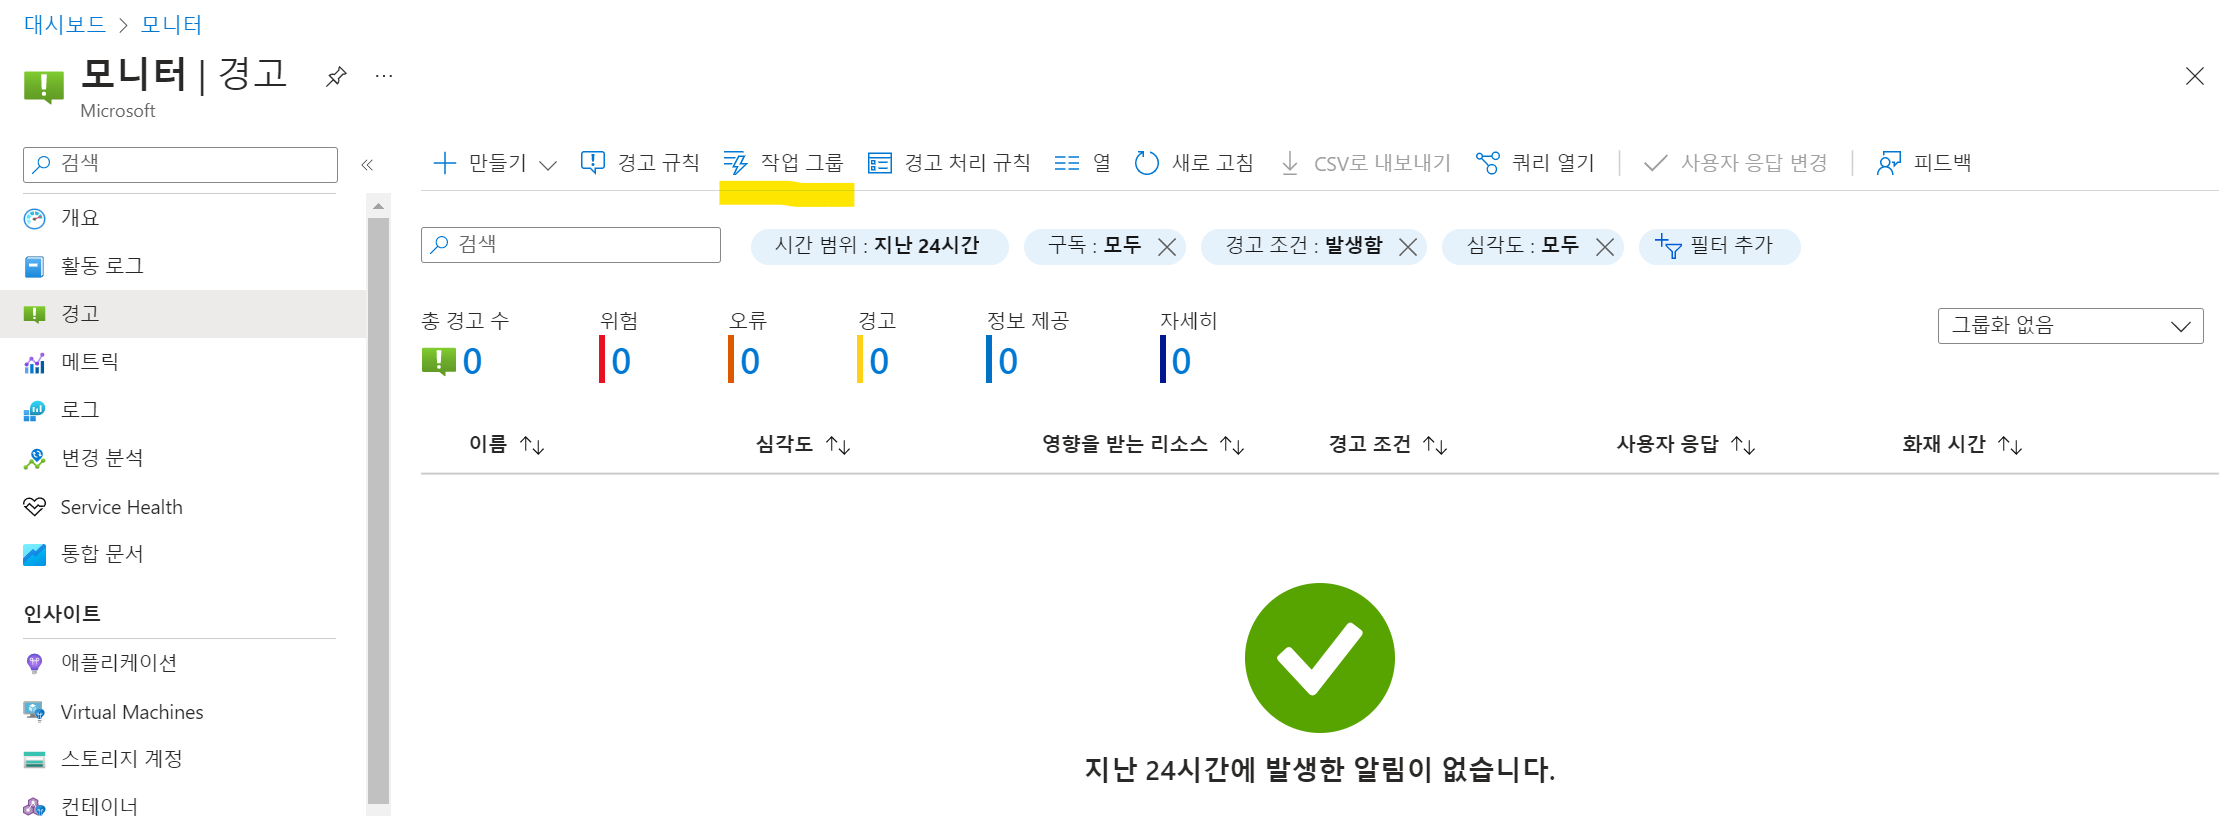 대시보드 > 모니터
모니터 | 경고
Microsoft
검색
개요
활동 로그
경고
메트릭
로그
변경 분석
Service Health
통합 문서
인사이트
애플리케이션
Virtual Machines
스토리지 계정
컨테이너
만들기 경고 규칙 작업 그룹 경고 처리 규칙 열 새로 고침 CSV로 내보내기 쿼리 열기 사용자 응답 변경 피드백
검색 시간 범위 : 지난 24시간 구독 : 모두 경고 조건 : 발생함 심각도 : 모두 필터 추가
총 경고 수 위험 오류 경고 정보 제공 자세히
0 0 0 0 0 0
그룹화 없음
이름 심각도 영향을 받는 리소스 경고 조건 사용자 응답 화재 시간
지난 24시간에 발생한 알림이 없습니다.